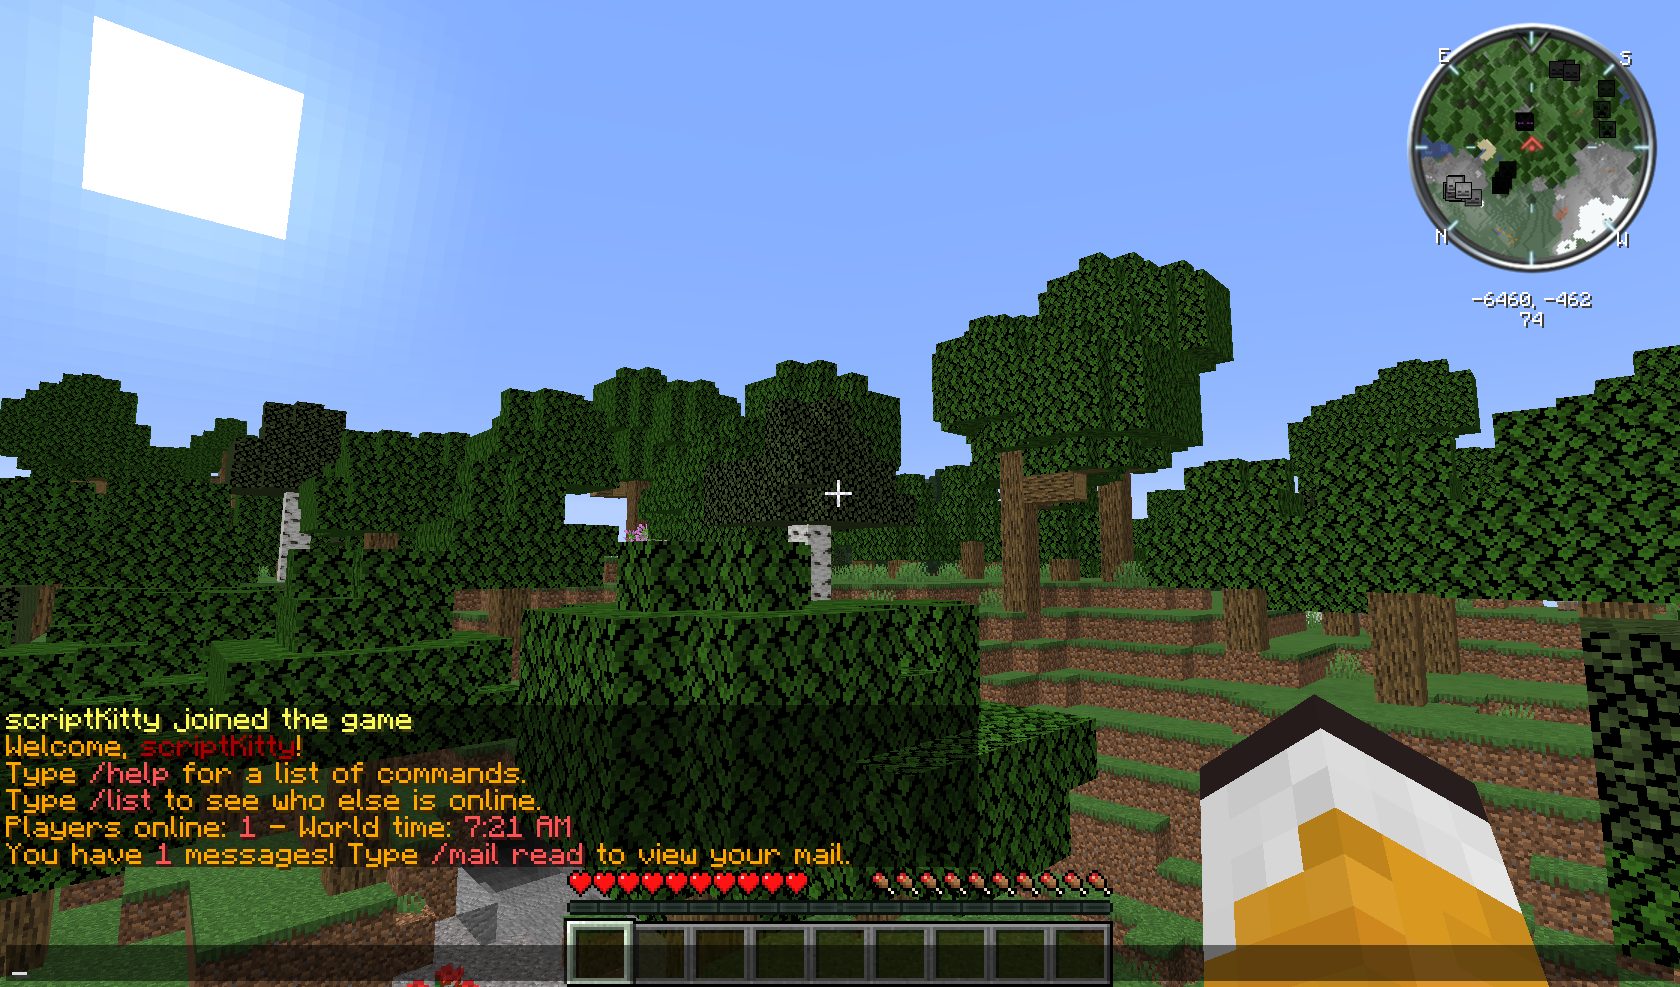 E
S
N
W
-6460, -462
74
scriptKitty joined the game
Welcome, scriptKitty!
Type /help for a list of commands.
Type /list to see who else is online.
Players online: 1 - World time: 7:21 AM
You have 1 messages! Type /mail read to view your mail.
_